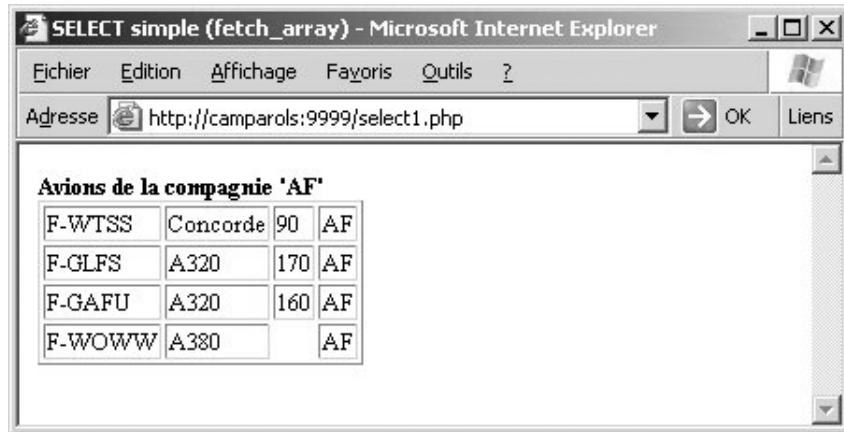 SELECT simple (fetch_array) - Microsoft Internet Explorer
Fichier Edition Affichage Favoris Outils ?
Adresse http://camparols:9999/select1.php OK Liens
Avions de la compagnie 'AF'
F-WTSS Concorde 90 AF
F-GLFS A320 170 AF
F-GAFU A320 160 AF
F-WOWW A380 AF